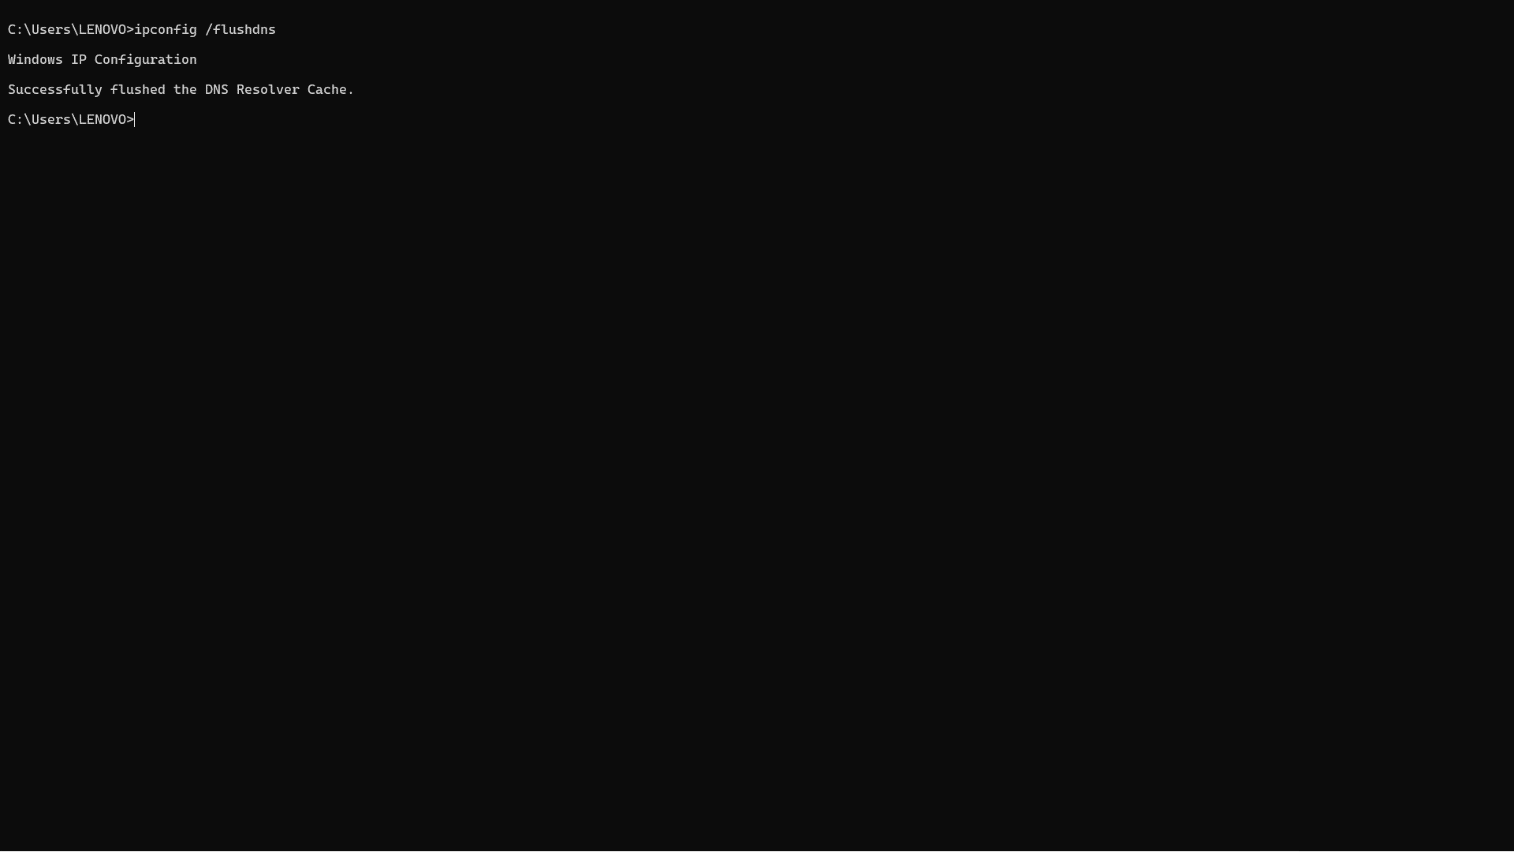 C:\Users\LENOVO>ipconfig /flushdns
Windows IP Configuration
Successfully flushed the DNS Resolver Cache.
C:\Users\LENOVO>